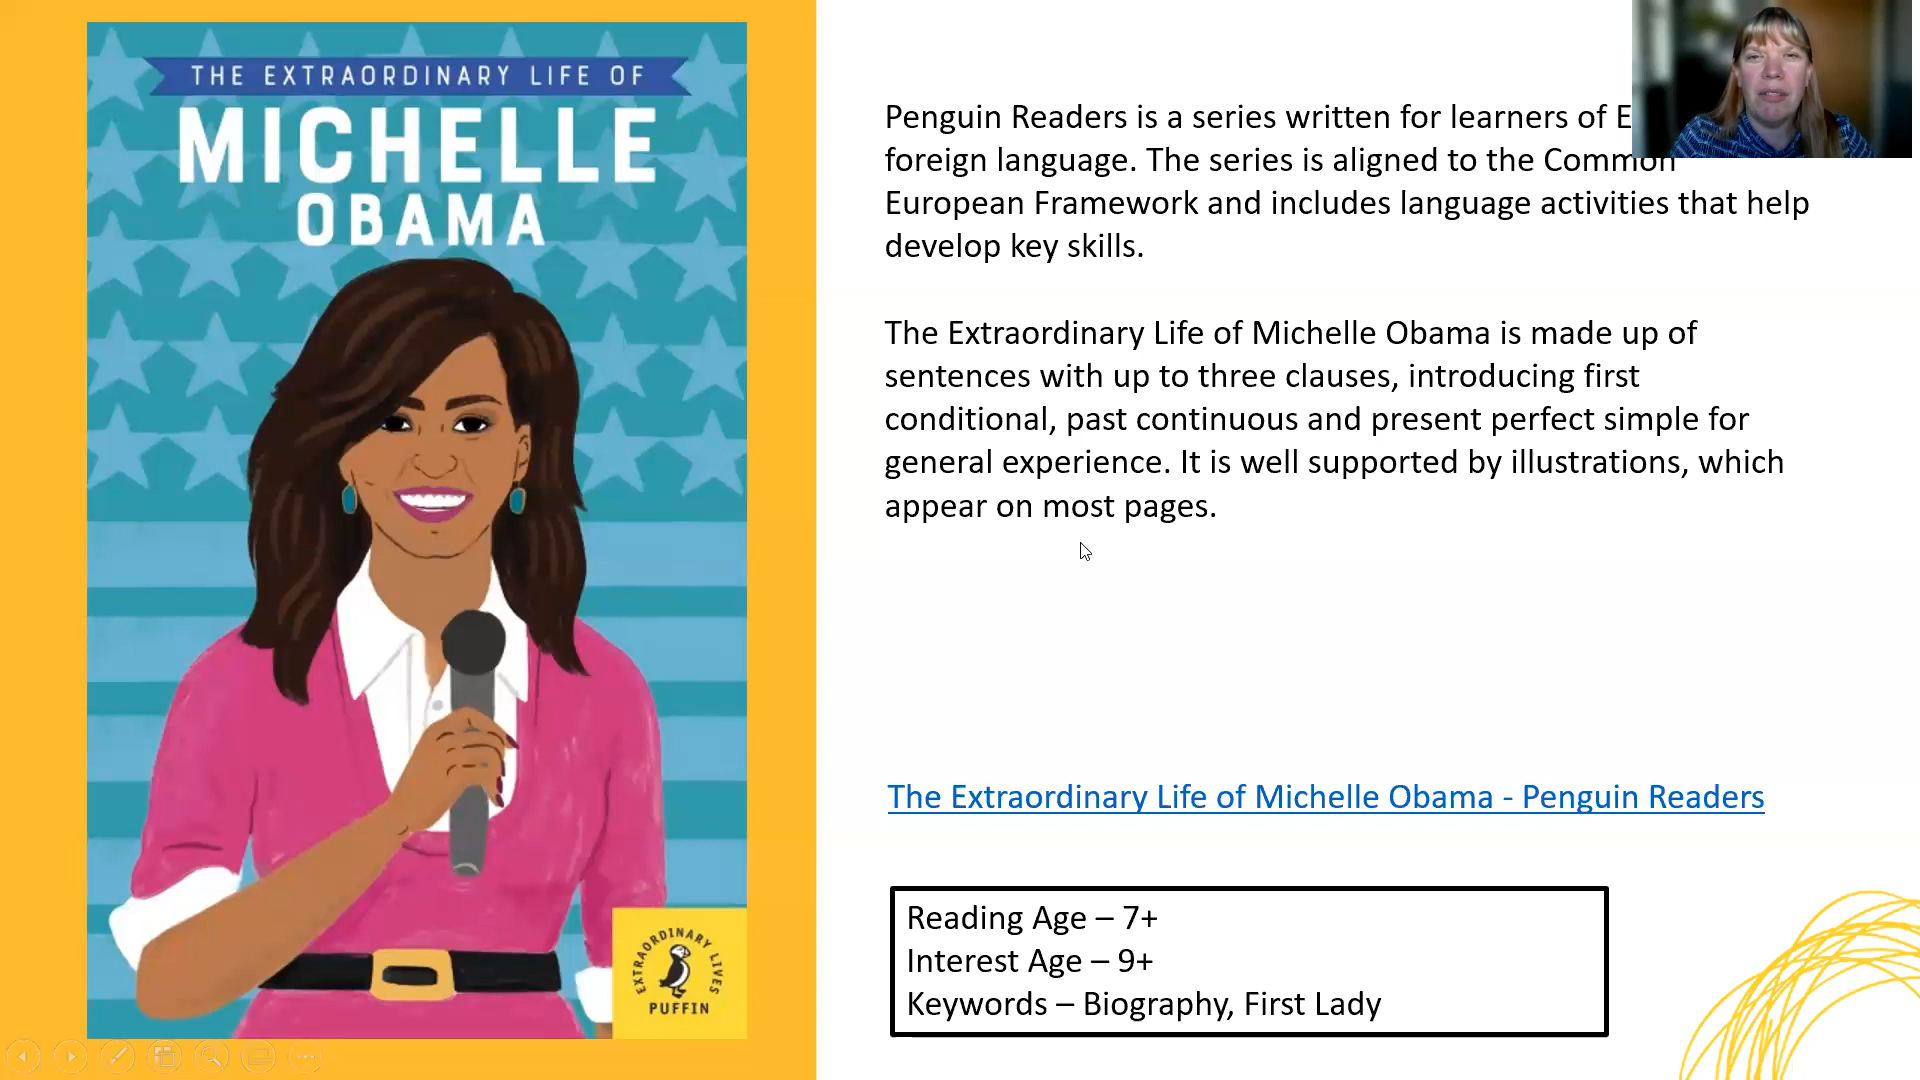 THE EXTRAORDINARY LIFE OF
MICHELLE
OBAMA
EXTRAORDINARY LIVES
PUFFIN
Penguin Readers is a series written for learners of
foreign language. The series is aligned to the Common
European Framework and includes language activities that help
develop key skills.
The Extraordinary Life of Michelle Obama is made up of
sentences with up to three clauses, introducing first
conditional, past continuous and present perfect simple for
general experience. It is well supported by illustrations, which
appear on most pages.
The Extraordinary Life of Michelle Obama - Penguin Readers
Reading Age – 7+
Interest Age – 9+
Keywords – Biography, First Lady